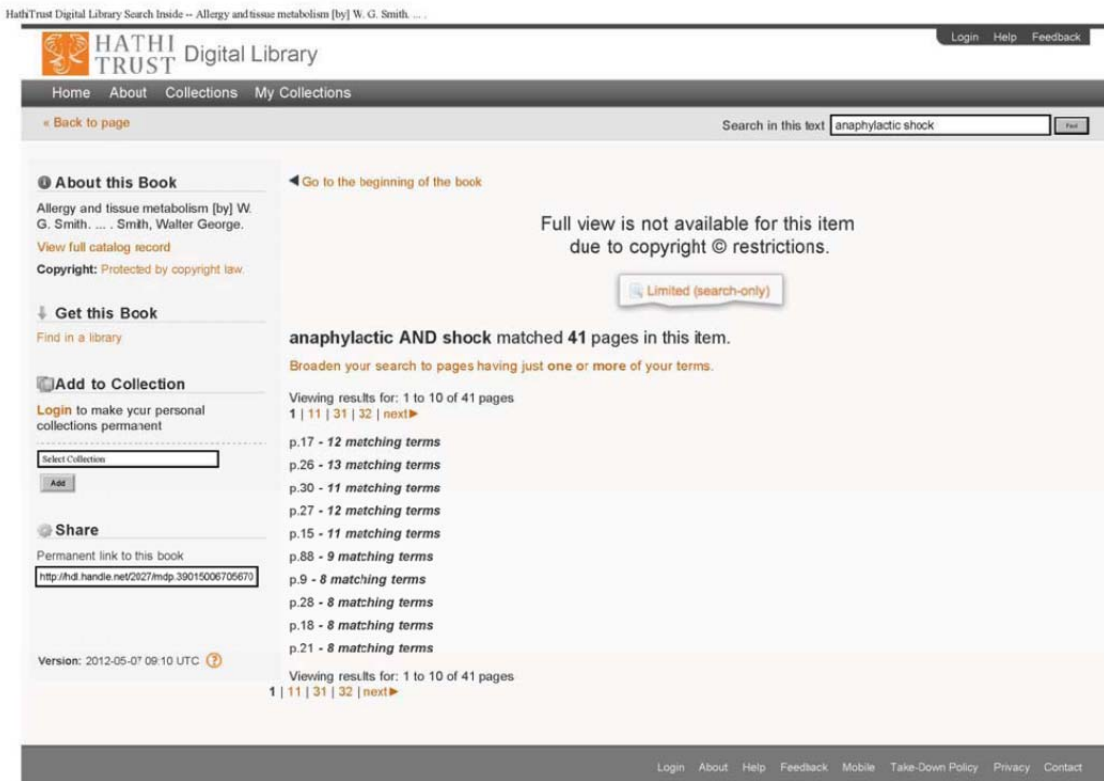 HathiTrust Digital Library Search Inside -- Allergy and tissue metabolism [by] W. G. Smith. ... .
Login Help Feedback
HATHI
TRUST
Digital Library
Home About Collections My Collections
« Back to page
Search in this text anaphylactic shock Find
About this Book
Allergy and tissue metabolism [by] W.
G. Smith. ... . Smith, Walter George.
View full catalog record
Copyright: Protected by copyright law.
Get this Book
Find in a library
Add to Collection
Login to make your personal
collections permanent
Select Collection
Add
Share
Permanent link to this book
http://hdl.handle.net/2027/mdp.39015006705670
Version: 2012-05-07 09:10 UTC (?)
◄Go to the beginning of the book
Full view is not available for this item
due to copyright © restrictions.
Limited (search-only)
anaphylactic AND shock matched 41 pages in this item.
Broaden your search to pages having just one or more of your terms.
Viewing results for: 1 to 10 of 41 pages
1 | 11 | 31 | 32 | next►
p.17 - 12 matching terms
p.26 - 13 matching terms
p.30 - 11 matching terms
p.27 - 12 matching terms
p.15 - 11 matching terms
p.88 - 9 matching terms
p.9 - 8 matching terms
p.28 - 8 matching terms
p.18 - 8 matching terms
p.21 - 8 matching terms
Viewing results for: 1 to 10 of 41 pages
1 | 11 | 31 | 32 | next►
Login About Help Feedback Mobile Take-Down Policy Privacy Contact